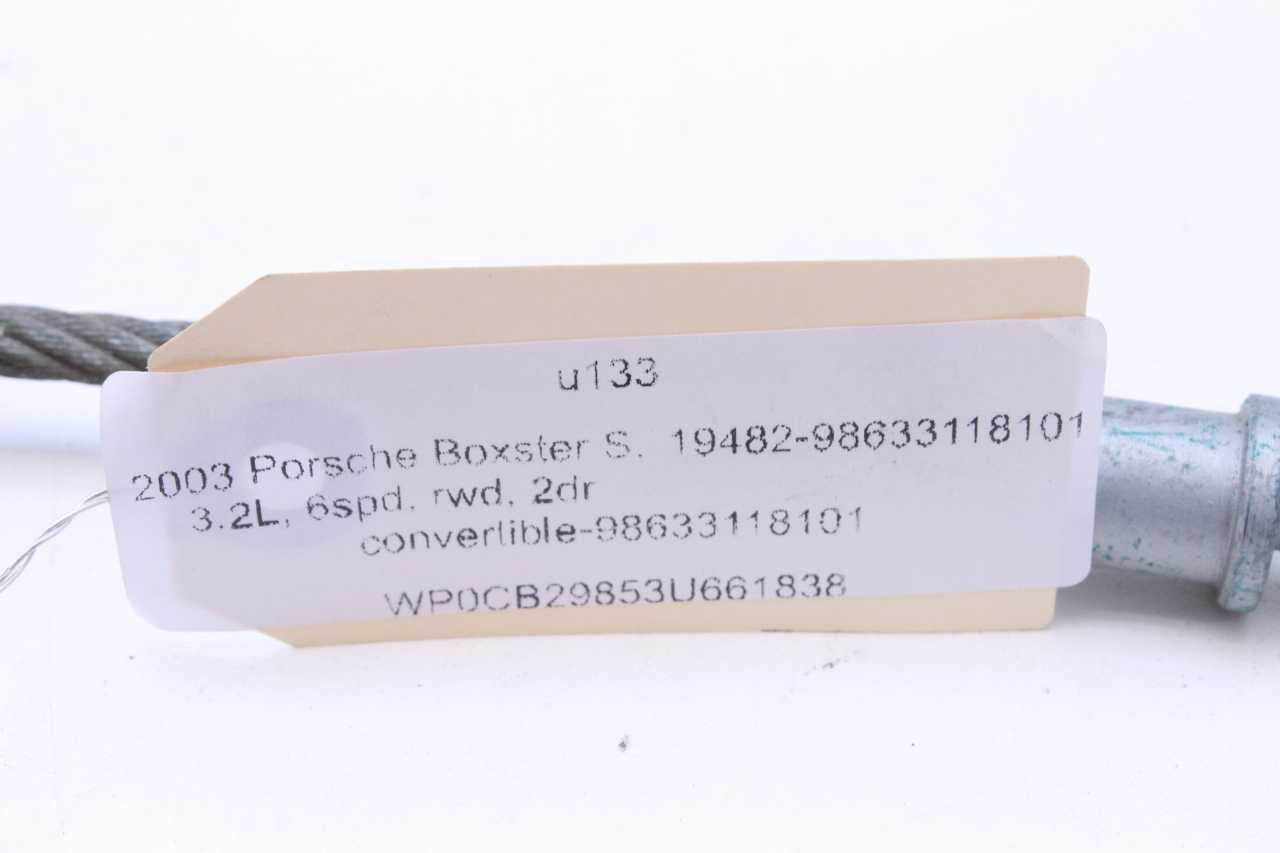 u133
2003 Porsche Boxster S. 19482-98633118101
3.2L, 6spd, rwd, 2dr
convertible-98633118101
WP0CB29853U661838